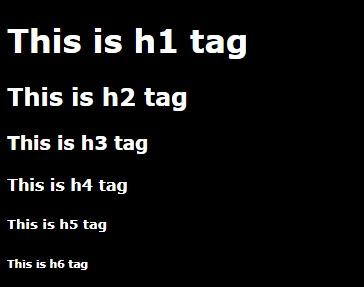 This is h1 tag
This is h2 tag
This is h3 tag
This is h4 tag
This is h5 tag
This is h6 tag